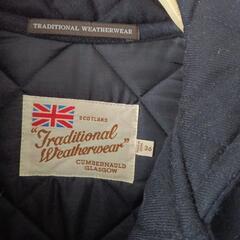 TRADITIONAL WEATHERWEAR
SCOTLAND
"Traditional
Weatherwear"
CUMBERNAULD
GLASGOW
36